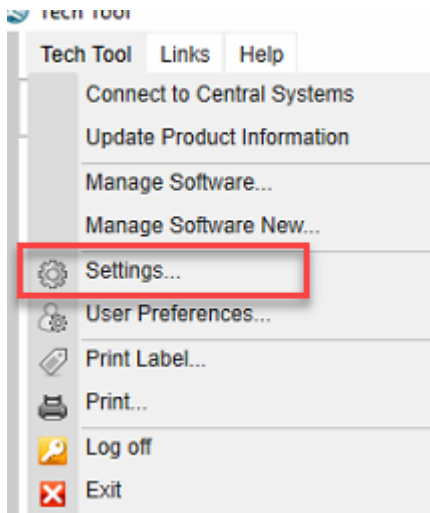 Tech Tool
Tech Tool Links Help
Connect to Central Systems
Update Product Information
Manage Software...
Manage Software New...
Settings...
User Preferences...
Print Label...
Print...
Log off
Exit